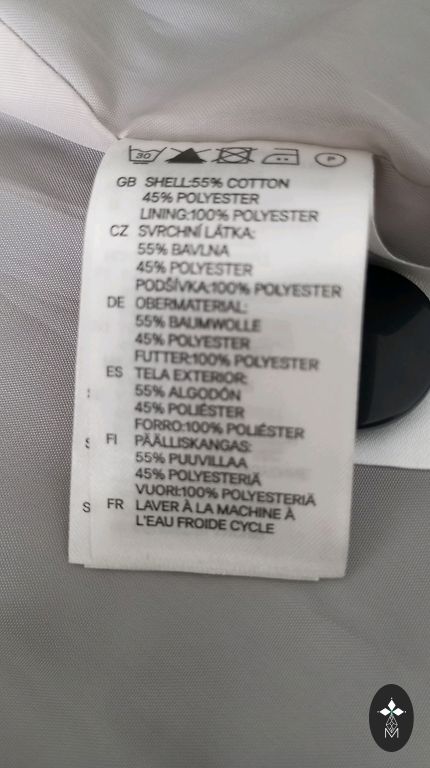 30
P
GB SHELL:55% COTTON
45% POLYESTER
LINING:100% POLYESTER
CZ SVRCHNÍ LÁTKA:
55% BAVLNA
45% POLYESTER
PODŠÍVKA:100% POLYESTER
DE OBERMATERIAL:
55% BAUMWOLLE
45% POLYESTER
FUTTER:100% POLYESTER
ES TELA EXTERIOR:
55% ALGODÓN
45% POLIÉSTER
FORRO:100% POLIÉSTER
FI PÄÄLLISKANGAS:
55% PUUVILLAA
45% POLYESTERIÄ
VUORI:100% POLYESTERIÄ
FR LAVER À LA MACHINE À
L'EAU FROIDE CYCLE
M